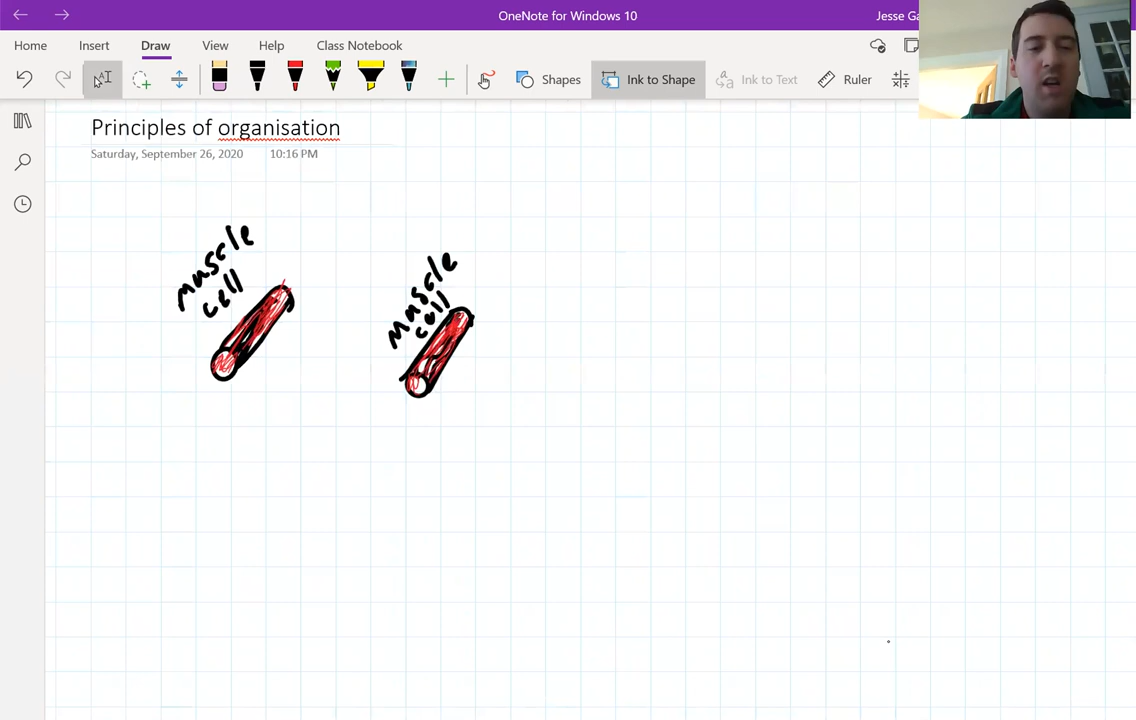 OneNote for Windows 10
Jesse Ga
Home
Insert
Draw
View
Help
Class Notebook
Shapes
Ink to Shape
Ink to Text
Ruler
Principles of organisation
Saturday, September 26, 2020
10:16 PM
muscle
cell
muscle
cell